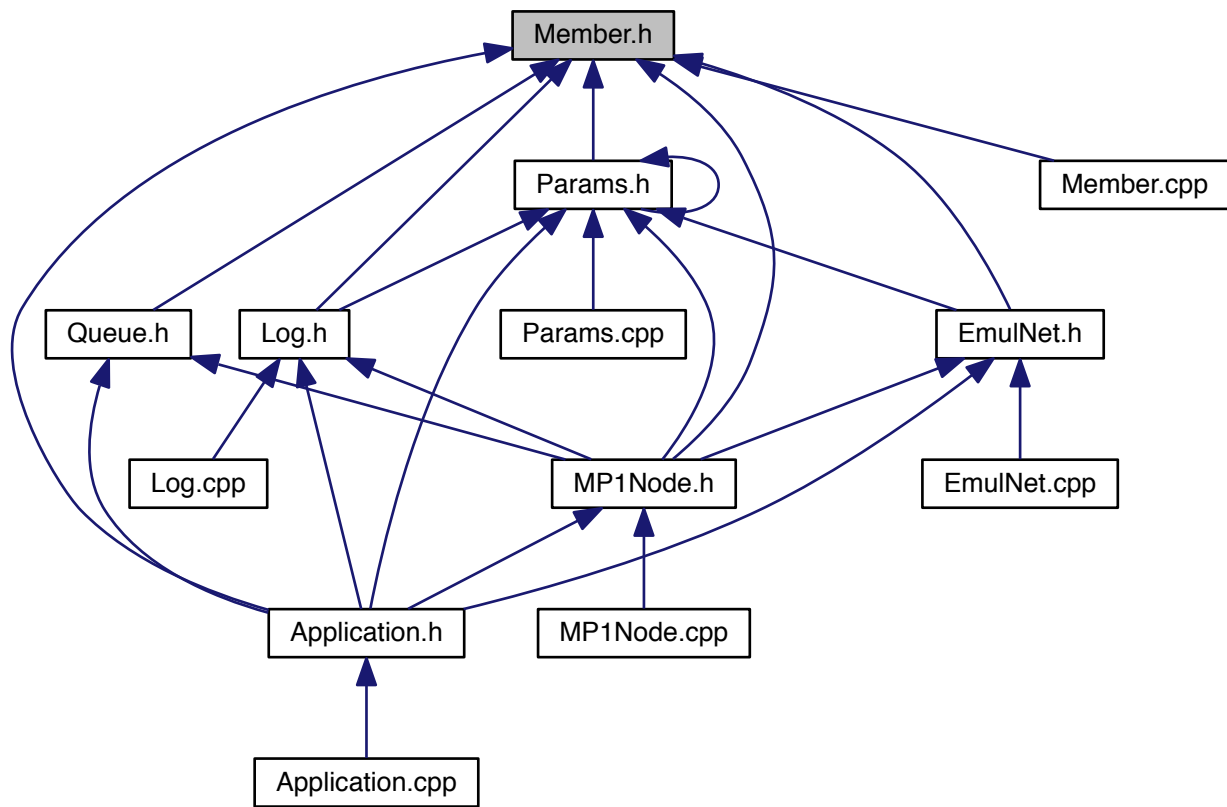 Member.h
Params.h
Member.cpp
Queue.h
Log.h
Params.cpp
EmulNet.h
Log.cpp
MP1Node.h
EmulNet.cpp
Application.h
MP1Node.cpp
Application.cpp